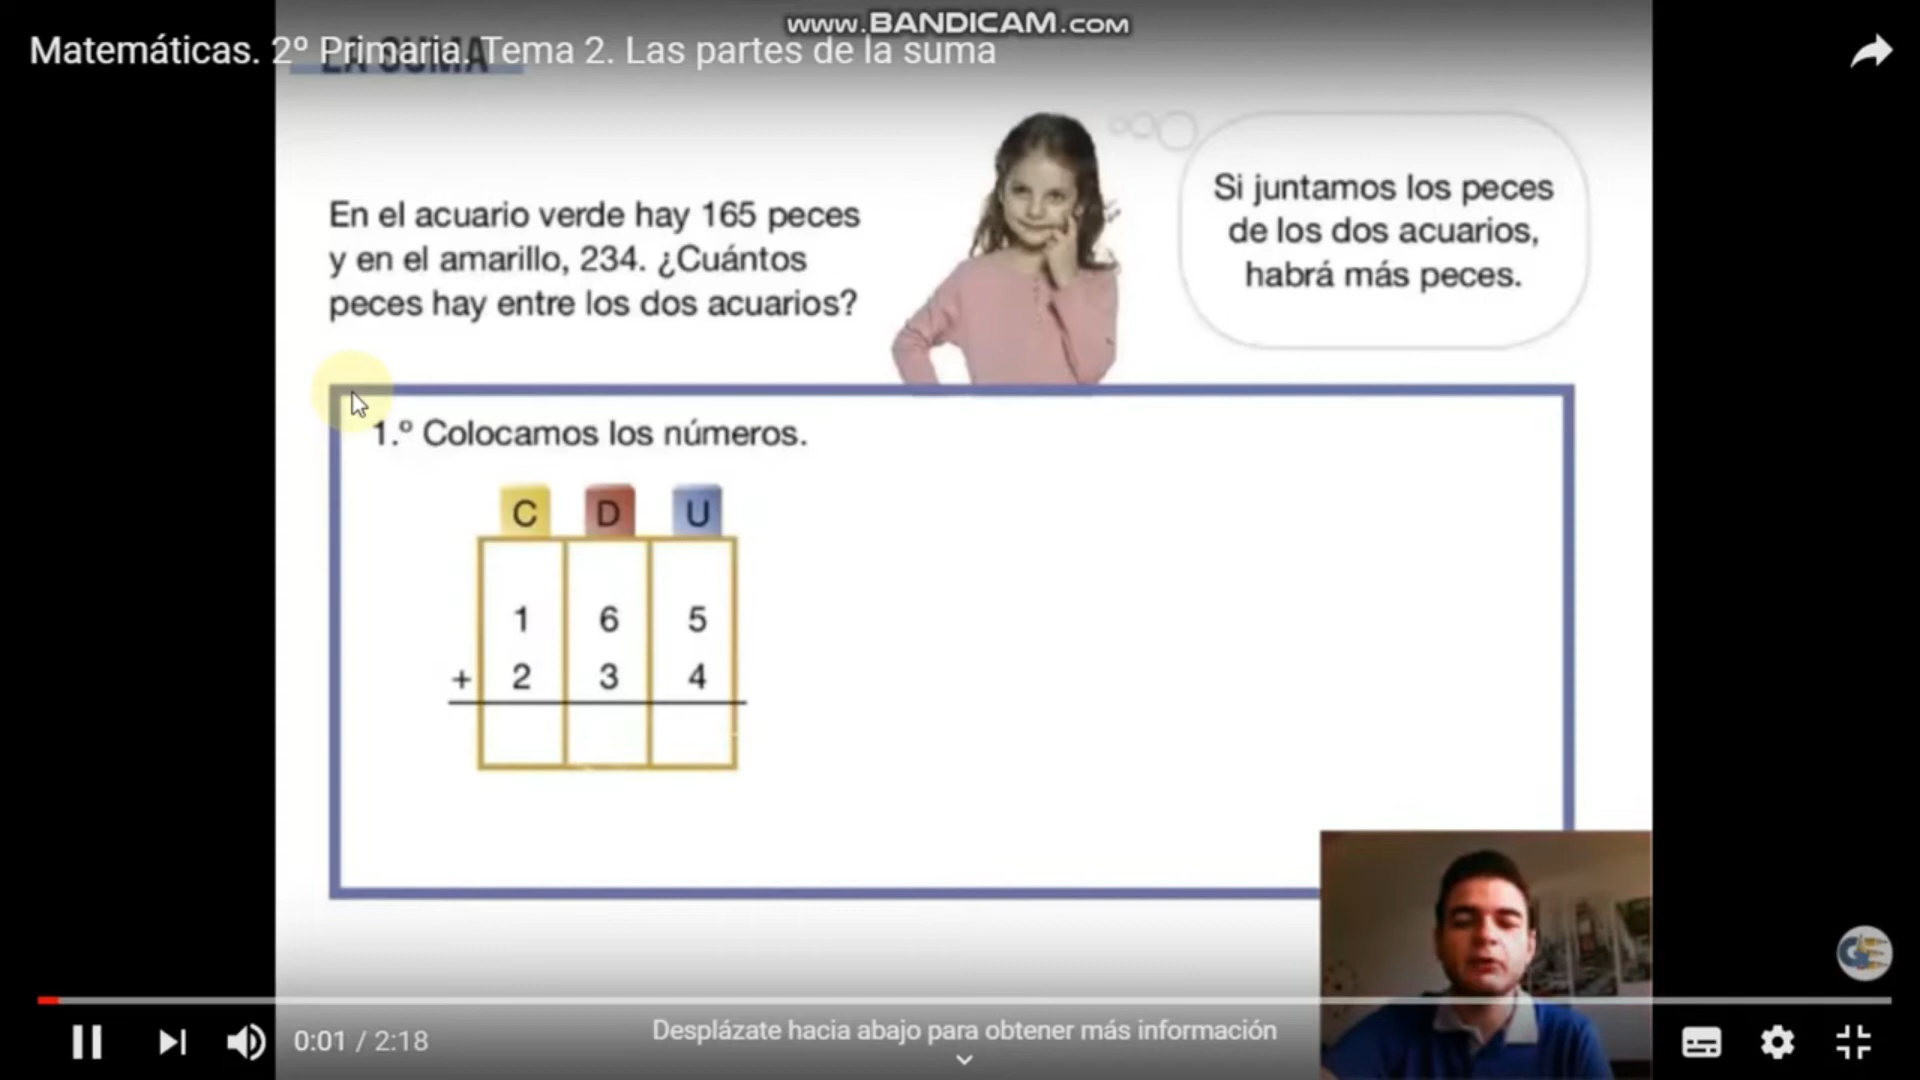 www.BANDICAM.com
Matemáticas. 2º Primaria. Tema 2. Las partes de la suma
LA SUMA
En el acuario verde hay 165 peces
y en el amarillo, 234. ¿Cuántos
peces hay entre los dos acuarios?
Si juntamos los peces
de los dos acuarios,
habrá más peces.
1.º Colocamos los números.
C D U
1 6 5
+ 2 3 4
0:01 / 2:18
Desplázate hacia abajo para obtener más información